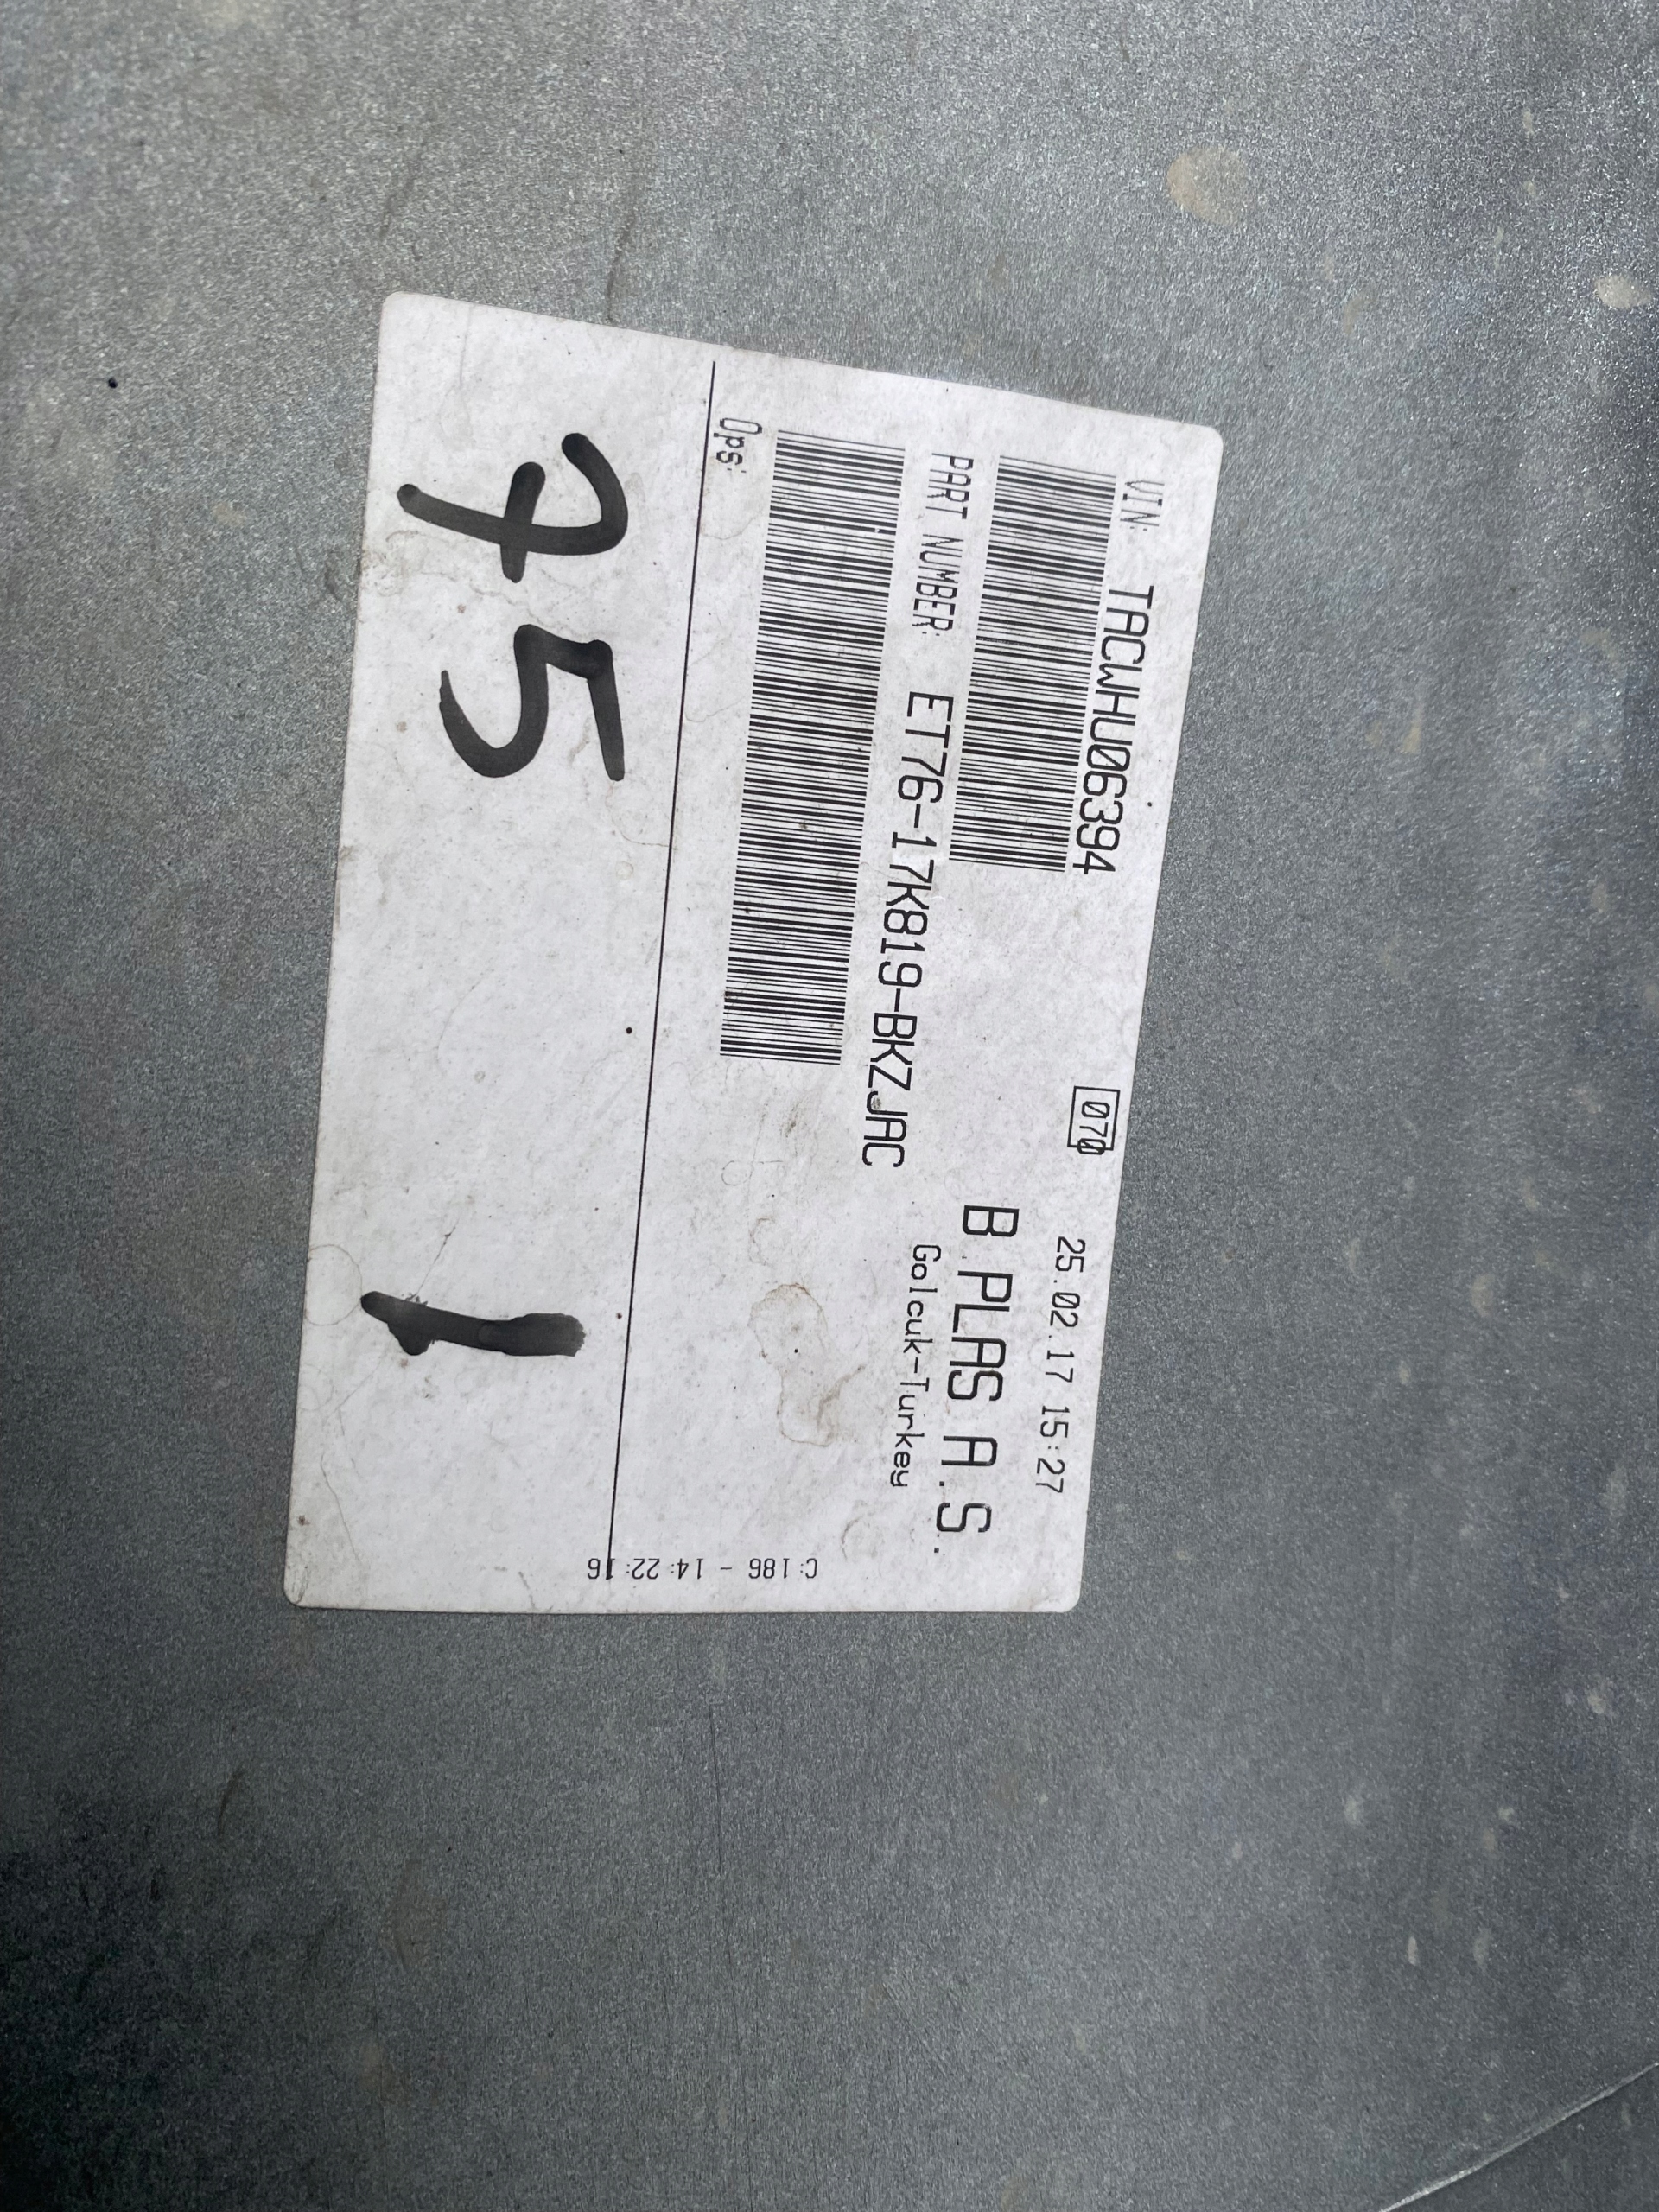 VIN: TACWHU06394
070
25.02.17 15:27
PART NUMBER: ET76-17K819-BKZJAC
B.PLAS A.S.
Golcuk-Turkey
Ops:
C:186 - 14:22:16
75 1